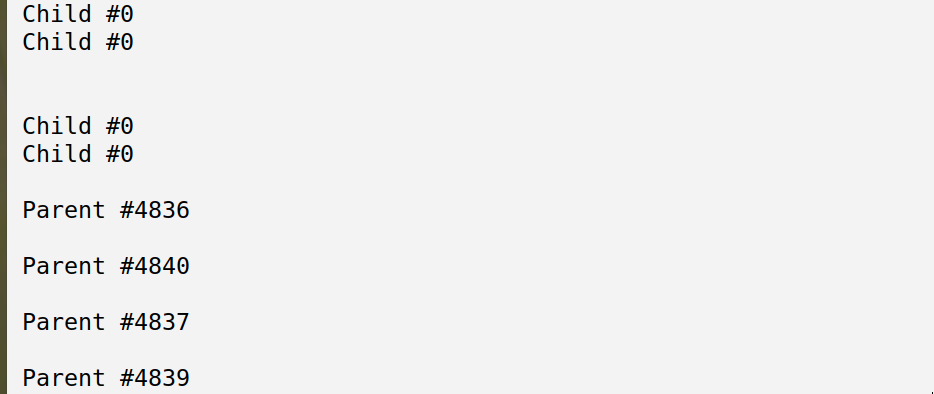 Child #0
Child #0
Child #0
Child #0
Parent #4836
Parent #4840
Parent #4837
Parent #4839